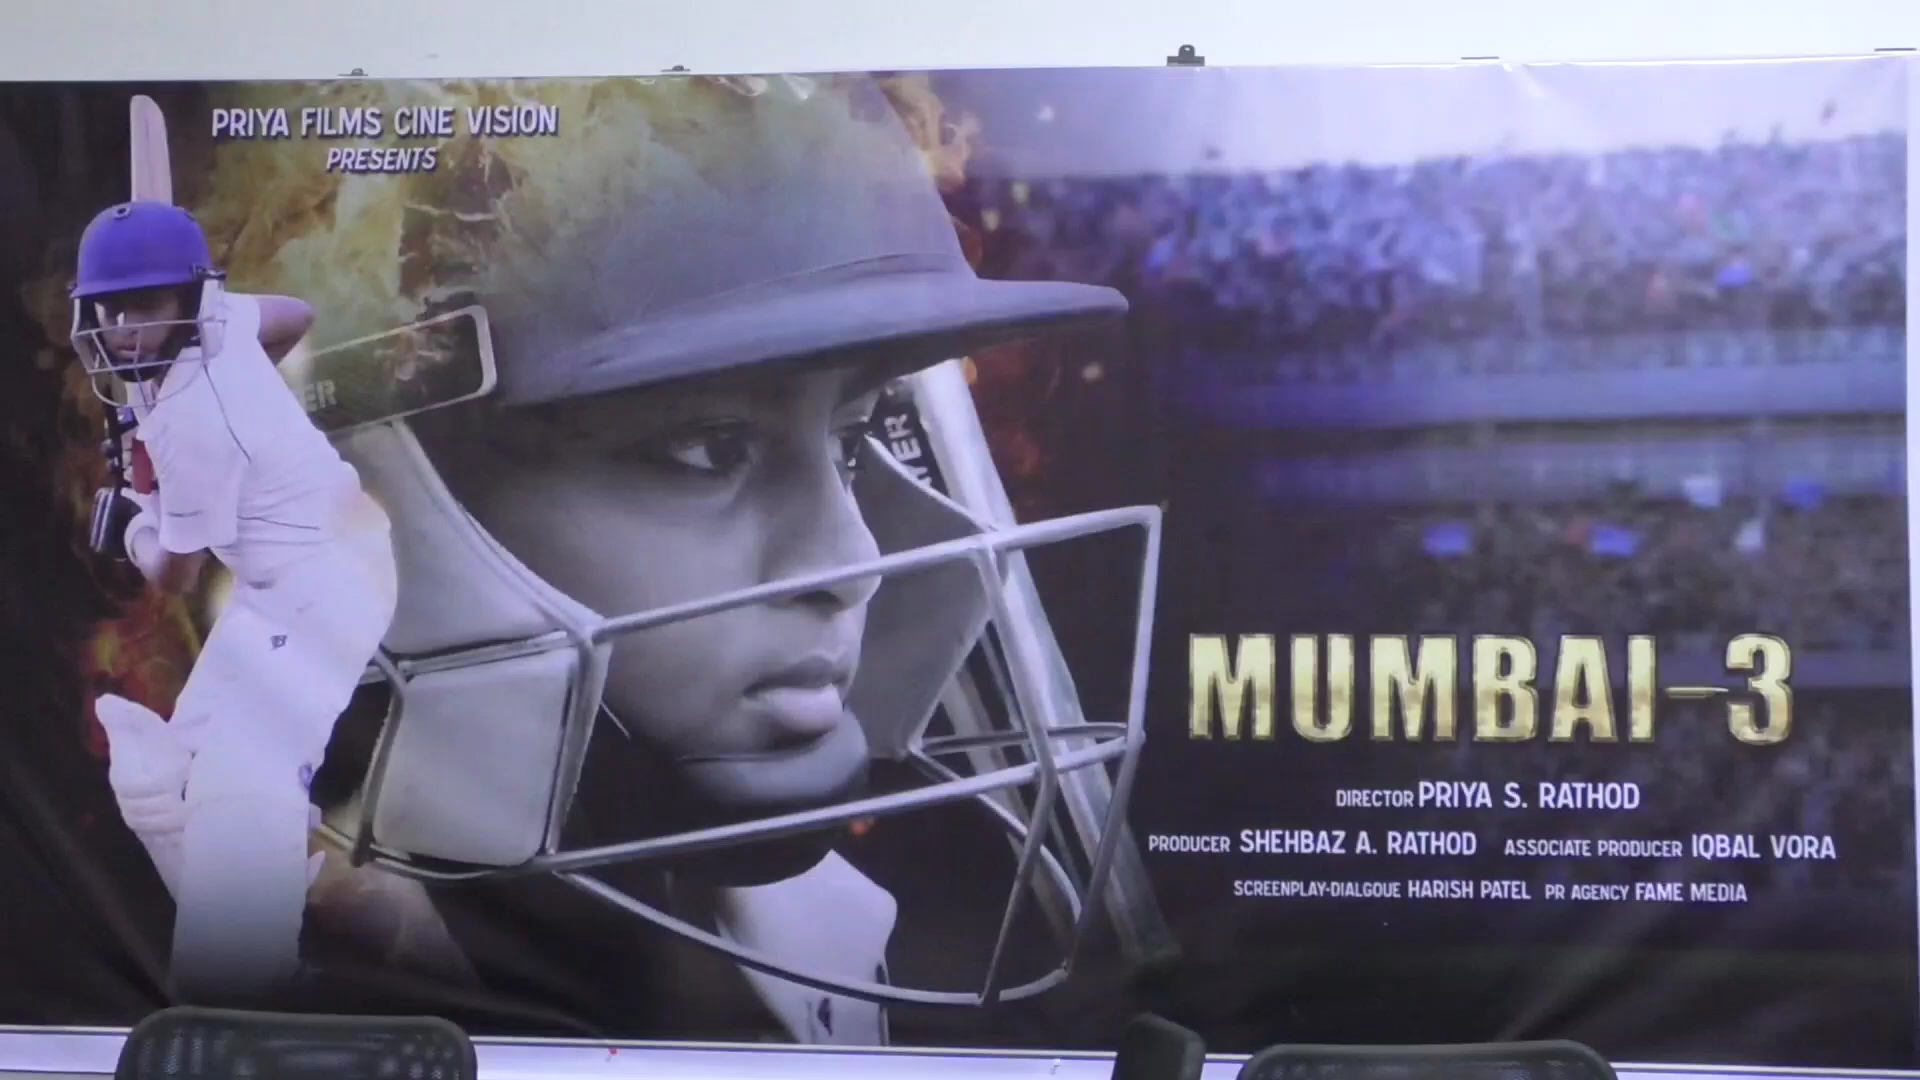 PRIYA FILMS CINE VISION
PRESENTS
MUMBAI-3
DIRECTOR PRIYA S. RATHOD
PRODUCER SHEHBAZ A. RATHOD ASSOCIATE PRODUCER IQBAL VORA
SCREENPLAY-DIALGOUE HARISH PATEL PR AGENCY FAME MEDIA